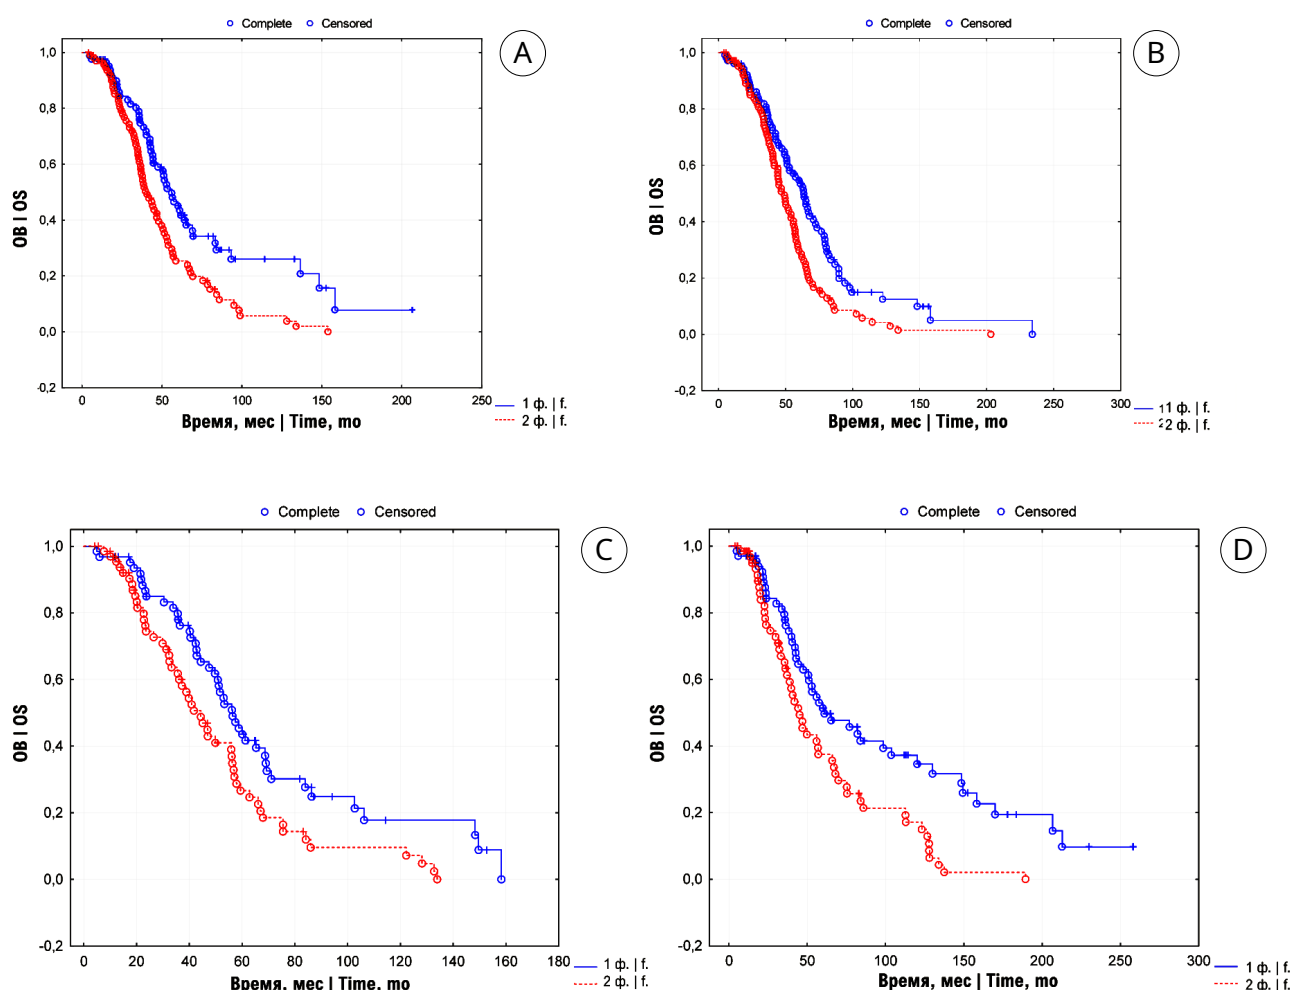 Complete Censored
A
1,0
0,8
0,6
0,4
0,2
0,0
-0,2
ОВ | OS
0 50 100 150 200 250
Время, мес | Time, mo
1 ф. | f.
2 ф. | f.
Complete Censored
B
1,0
0,8
0,6
0,4
0,2
0,0
-0,2
ОВ | OS
0 50 100 150 200 250 300
Время, мес | Time, mo
11 ф. | f.
22 ф. | f.
Complete Censored
C
1,0
0,8
0,6
0,4
0,2
0,0
-0,2
ОВ | OS
0 20 40 60 80 100 120 140 160 180
Время, мес | Time, mo
1 ф. | f.
2 ф. | f.
Complete Censored
D
1,0
0,8
0,6
0,4
0,2
0,0
-0,2
ОВ | OS
0 50 100 150 200 250 300
Время, мес | Time, mo
1 ф. | f.
2 ф. | f.